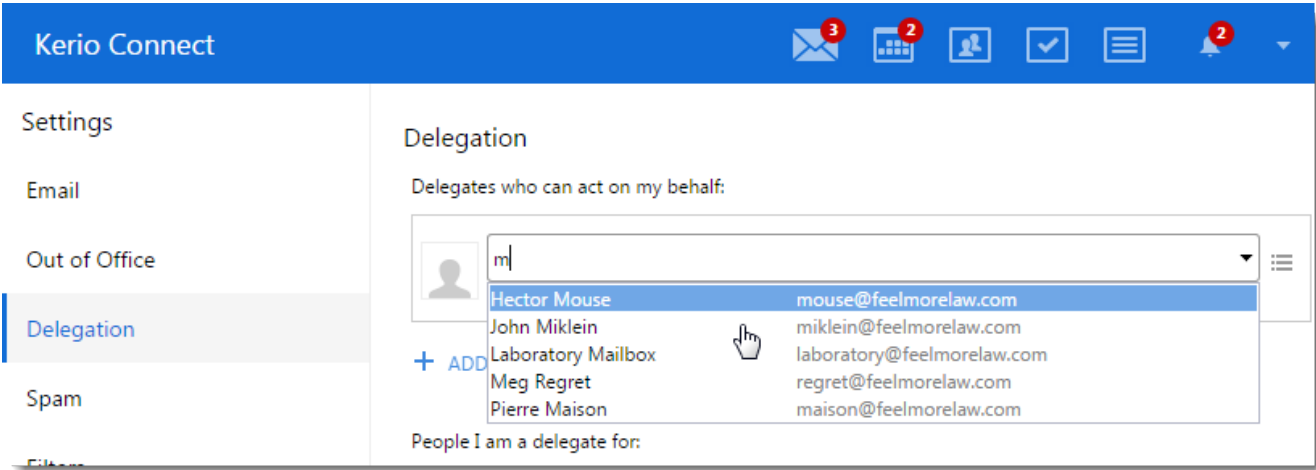 Kerio Connect
3
2
2
Settings
Email
Out of Office
Delegation
Spam
Filters
Delegation
Delegates who can act on my behalf:
m
Hector Mouse mouse@feelmorelaw.com
John Miklein miklein@feelmorelaw.com
Laboratory Mailbox laboratory@feelmorelaw.com
Meg Regret regret@feelmorelaw.com
Pierre Maison maison@feelmorelaw.com
+ ADD
People I am a delegate for: